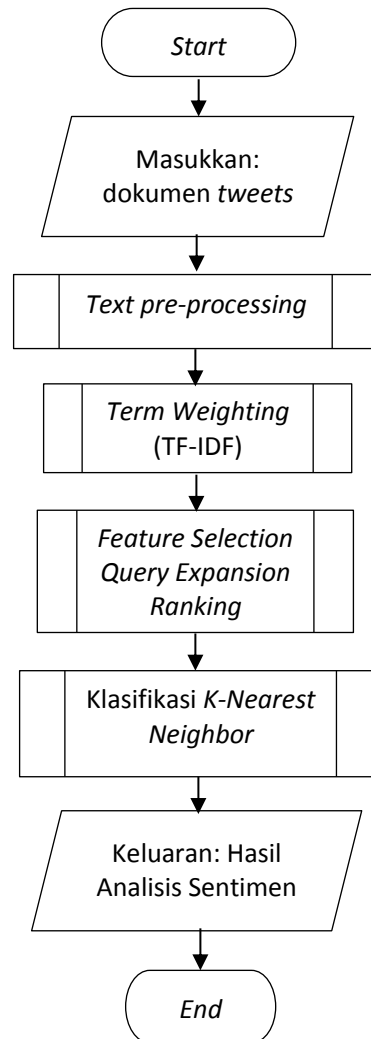 Start
Masukkan:
dokumen tweets
Text pre-processing
Term Weighting
(TF-IDF)
Feature Selection
Query Expansion
Ranking
Klasifikasi K-Nearest
Neighbor
Keluaran: Hasil
Analisis Sentimen
End